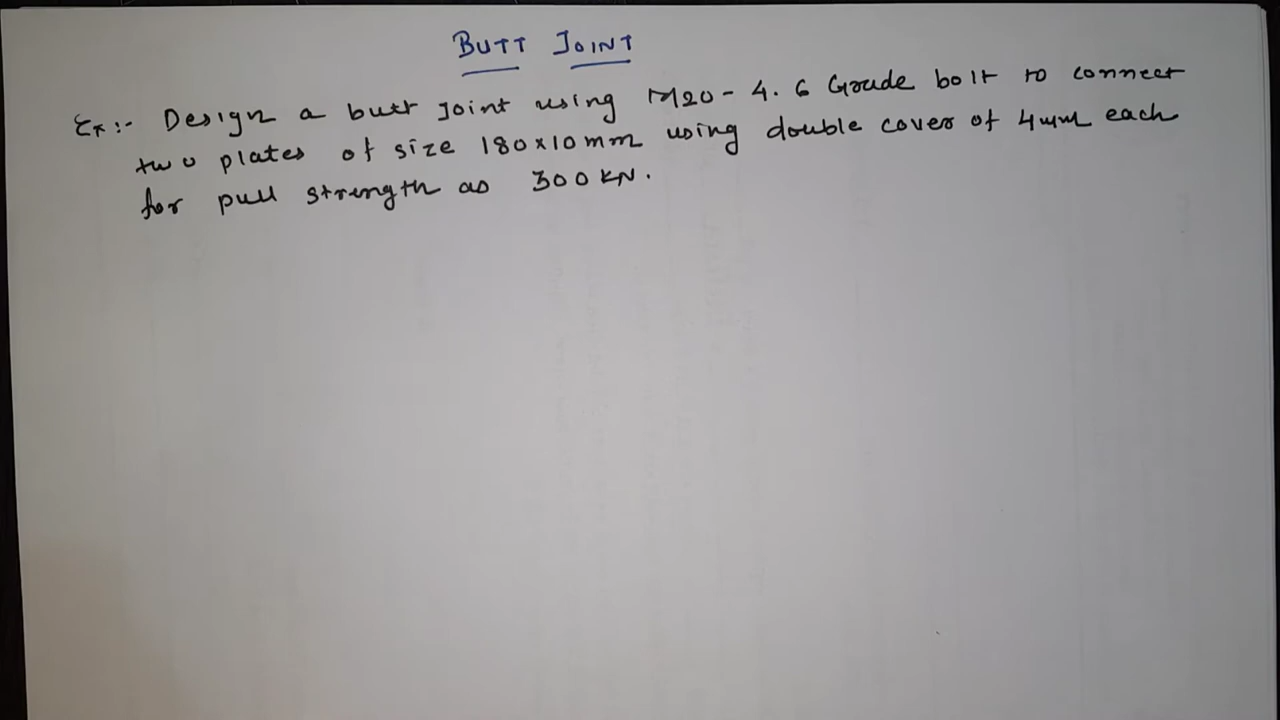 BUTT JOINT
Ex:- Design a butt Joint using M20-4.6 Grade bolt to connect
two plates of size 180x10mm using double cover of 4mm each
for pull strength as 300 KN.